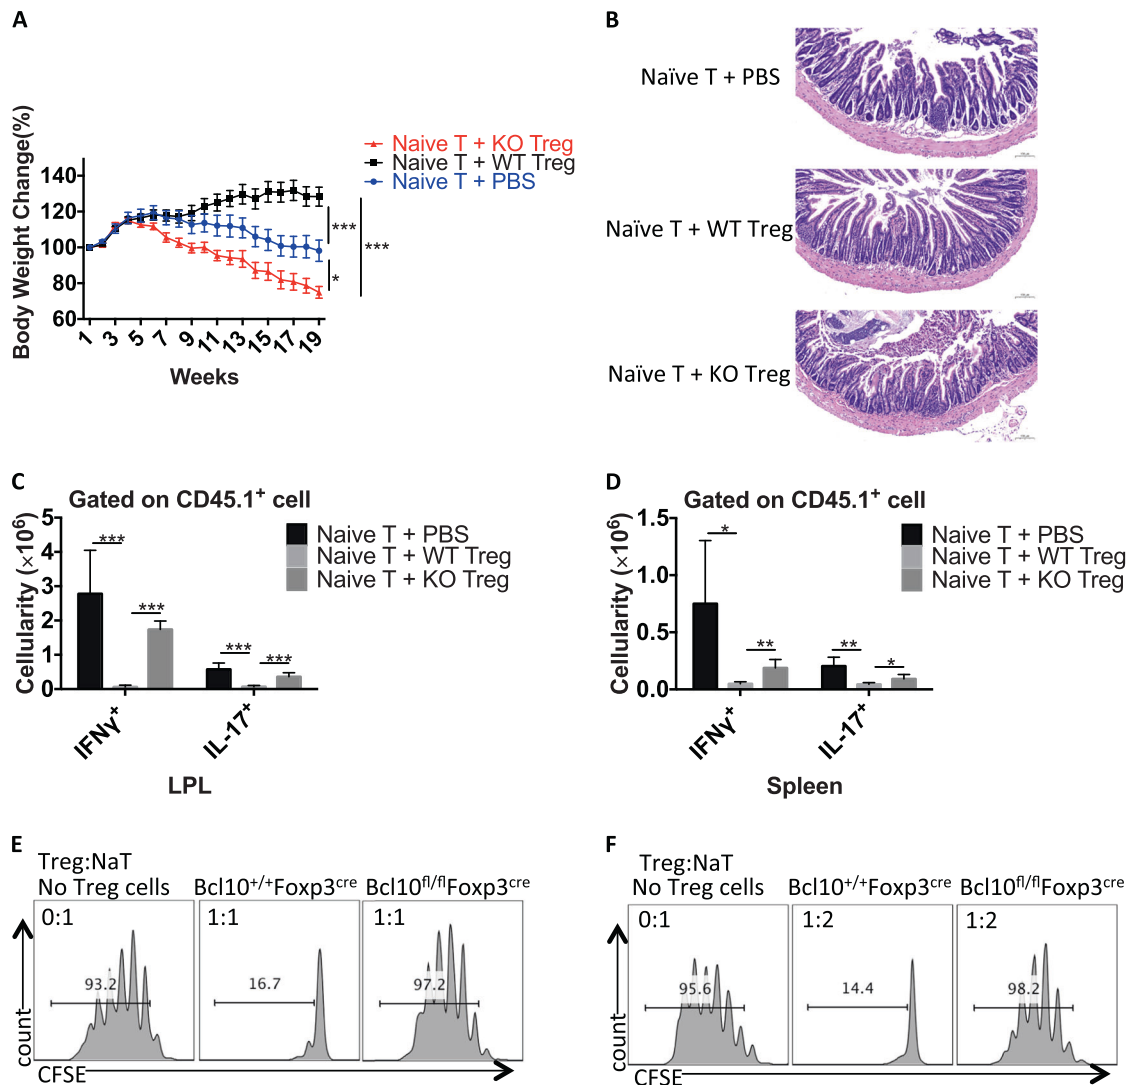 A
Body Weight Change(%)
140
120
100
80
60
1 3 5 7 9 11 13 15 17 19
Weeks
Naive T + KO Treg
Naive T + WT Treg
Naive T + PBS
***
***
*
B
Naïve T + PBS
Naïve T + WT Treg
Naïve T + KO Treg
C
Gated on CD45.1+ cell
Cellularity (×10⁶)
5
4
3
2
1
0
Naive T + PBS
Naive T + WT Treg
Naive T + KO Treg
***
***
***
***
IFNγ+
IL-17+
LPL
D
Gated on CD45.1+ cell
Cellularity (×10⁶)
1.5
1.0
0.5
0.0
Naive T + PBS
Naive T + WT Treg
Naive T + KO Treg
*
**
**
*
IFNγ+
IL-17+
Spleen
E
Treg:NaT
No Treg cells
Bcl10+/+Foxp3cre
Bcl10fl/flFoxp3cre
0:1
1:1
1:1
93.2
16.7
97.2
count
CFSE
F
Treg:NaT
No Treg cells
Bcl10+/+Foxp3cre
Bcl10fl/flFoxp3cre
0:1
1:2
1:2
95.6
14.4
98.2
count
CFSE